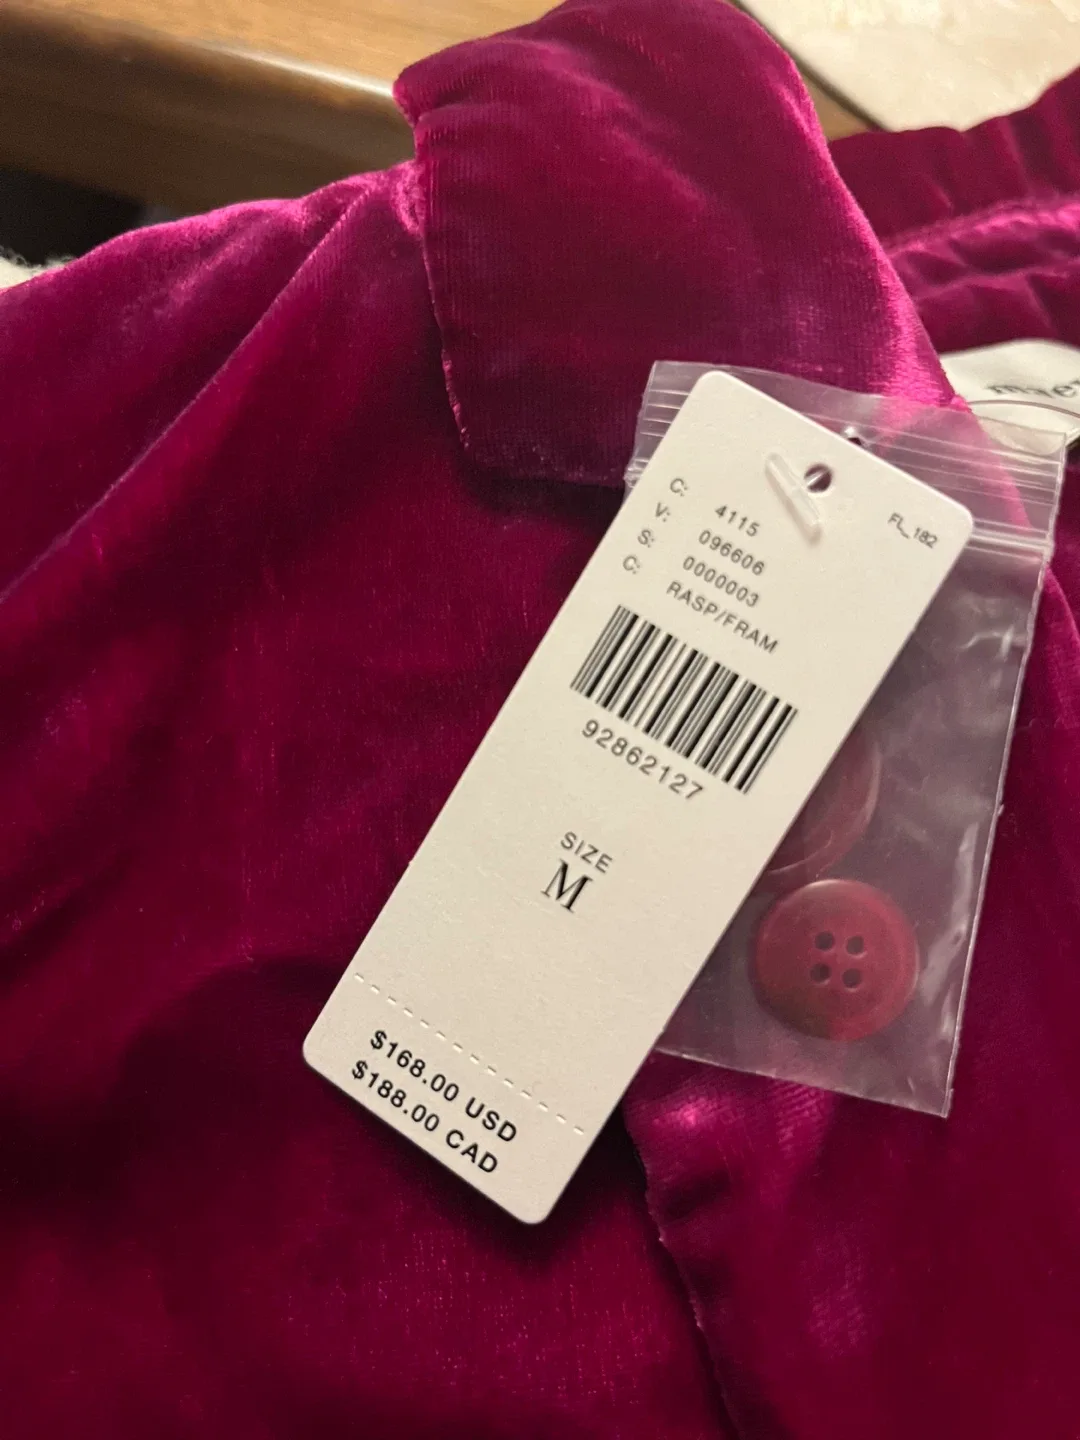 FL_182
C: 4115
V: 096606
S: 0000003
C: RASP/FRAM
92862127
SIZE
M
$168.00 USD
$188.00 CAD